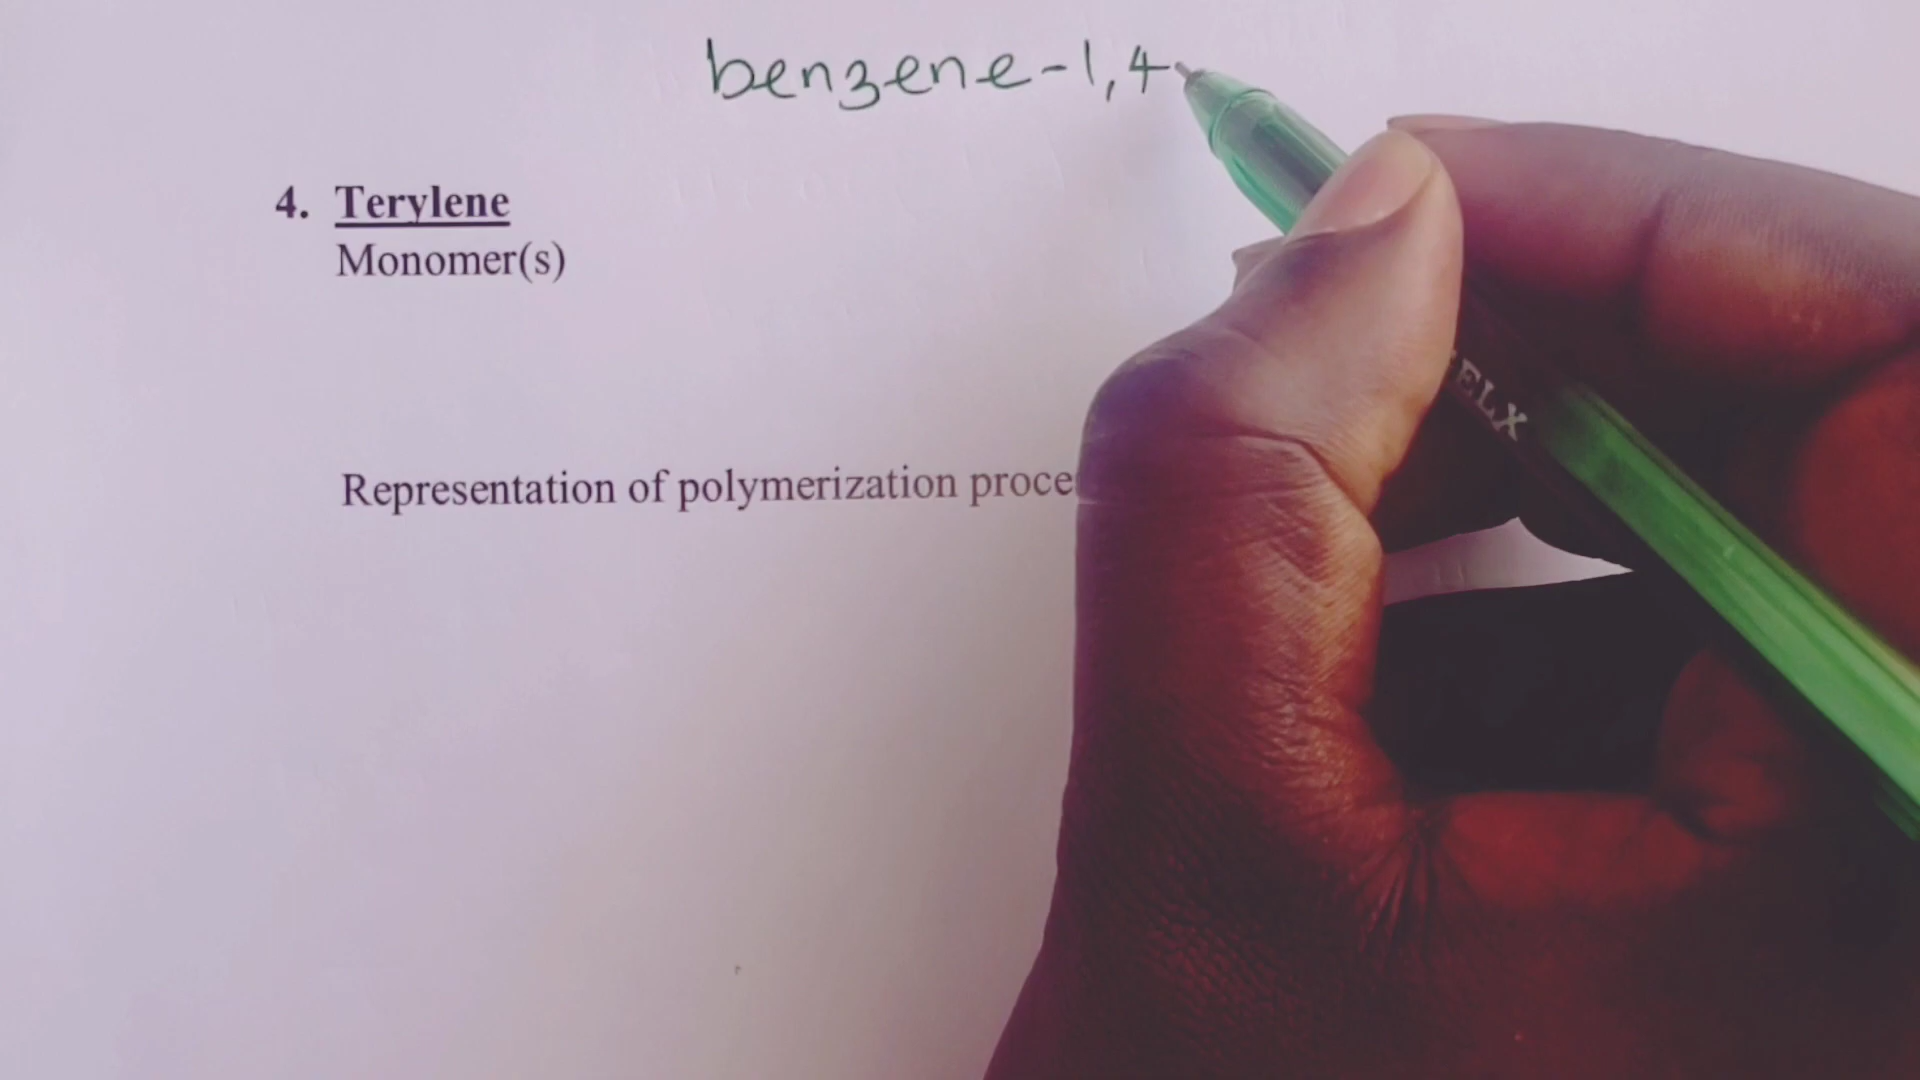 benzene-1,4
4. Terylene
Monomer(s)
ELX
Representation of polymerization proce